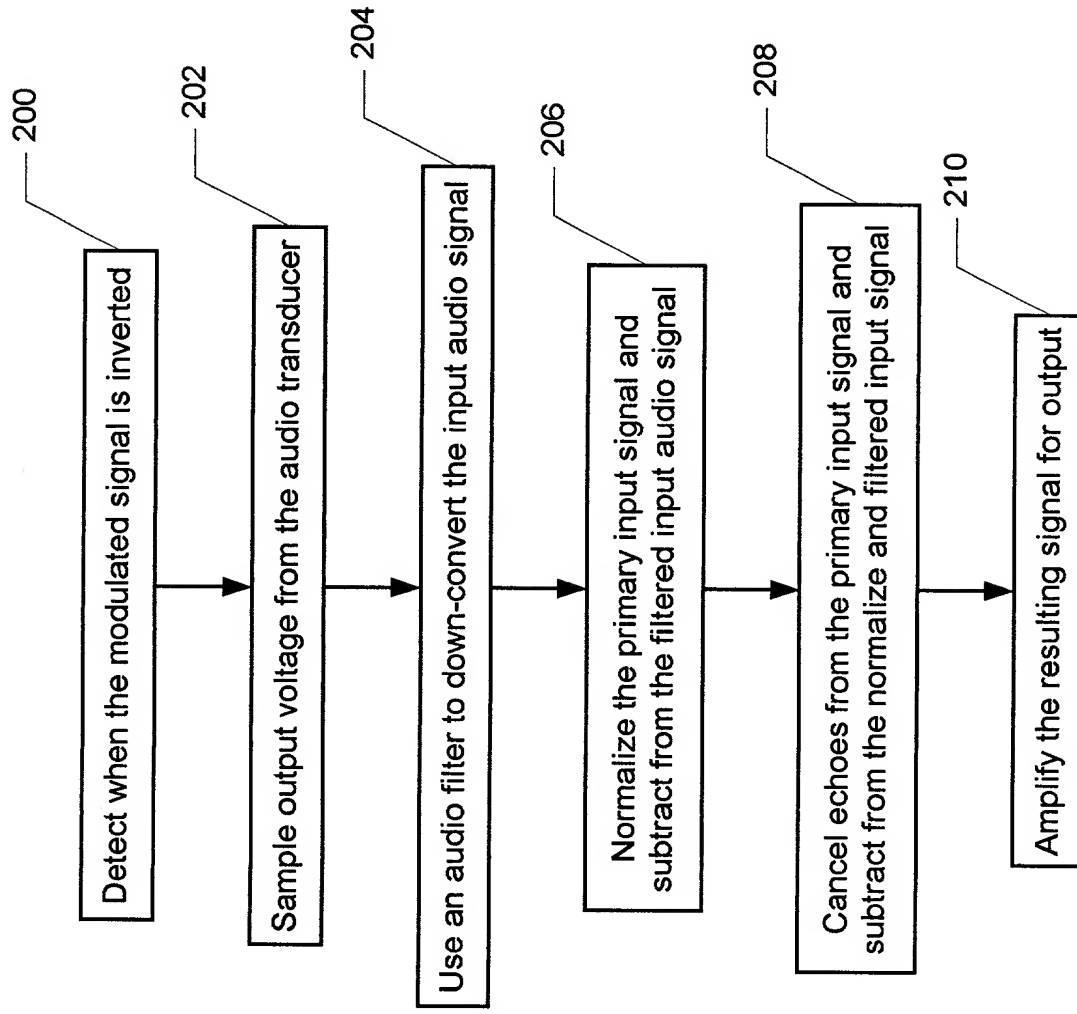 200
Detect when the modulated signal is inverted
202
Sample output voltage from the audio transducer
204
Use an audio filter to down-convert the input audio signal
206
Normalize the primary input signal and
subtract from the filtered input audio signal
208
Cancel echoes from the primary input signal and
subtract from the normalize and filtered input signal
210
Amplify the resulting signal for output